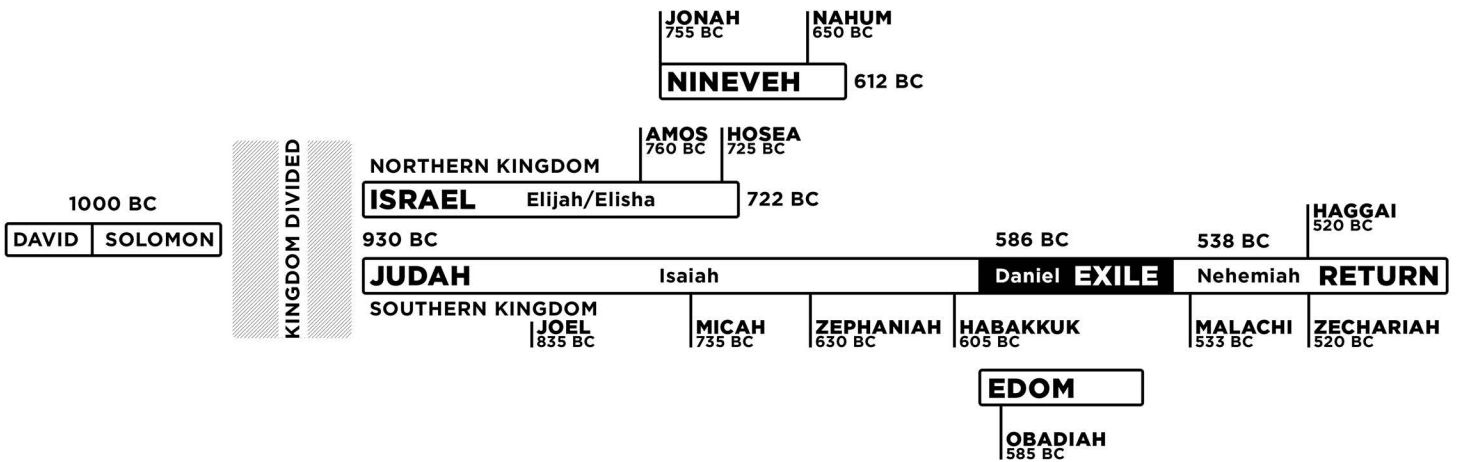 JONAH
755 BC
NAHUM
650 BC
NINEVEH
612 BC
AMOS
760 BC
HOSEA
725 BC
NORTHERN KINGDOM
ISRAEL Elijah/Elisha
722 BC
1000 BC
DAVID SOLOMON
KINGDOM DIVIDED
930 BC
586 BC
538 BC
HAGGAI
520 BC
JUDAH Isaiah Daniel EXILE Nehemiah RETURN
SOUTHERN KINGDOM
JOEL
835 BC
MICAH
735 BC
ZEPHANIAH
630 BC
HABAKKUK
605 BC
MALACHI
533 BC
ZECHARIAH
520 BC
EDOM
OBADIAH
585 BC